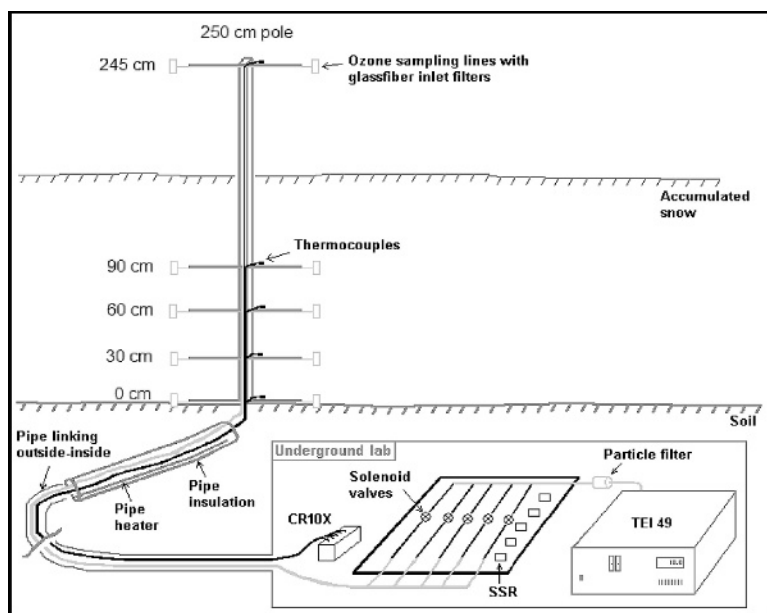 250 cm pole
245 cm
Ozone sampling lines with
glassfiber inlet filters
Accumulated
snow
Thermocouples
90 cm
60 cm
30 cm
0 cm
Soil
Pipe linking
outside-inside
Underground lab
Particle filter
Solenoid
valves
Pipe
insulation
Pipe
heater
CR10X
TEI 49
SSR